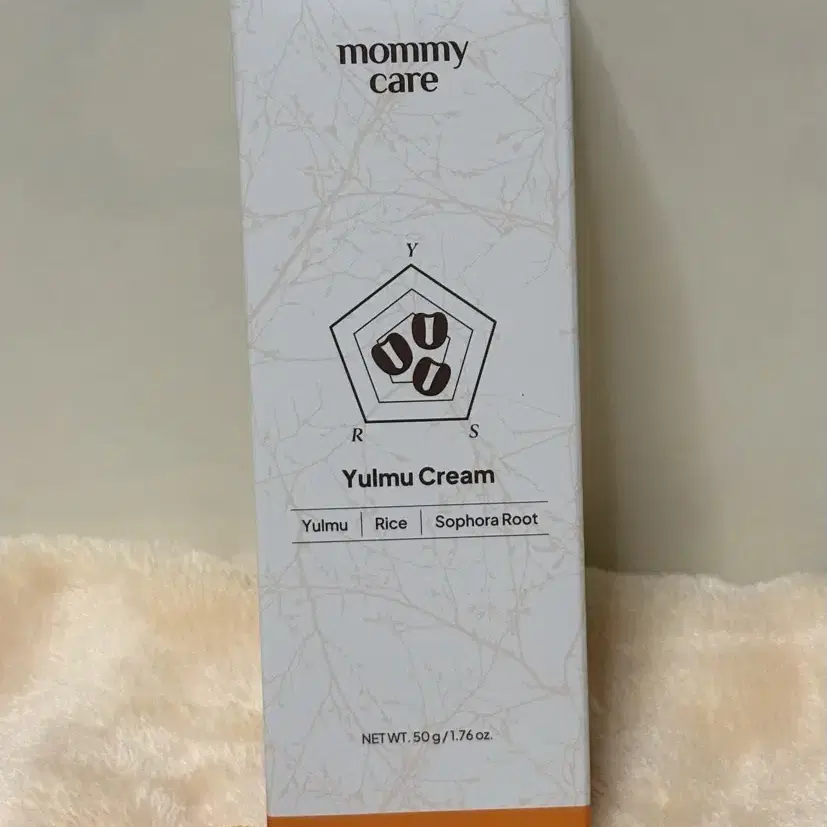 mommy
care
Y
R
S
Yulmu Cream
Yulmu | Rice | Sophora Root
NET WT. 50 g / 1.76 oz.